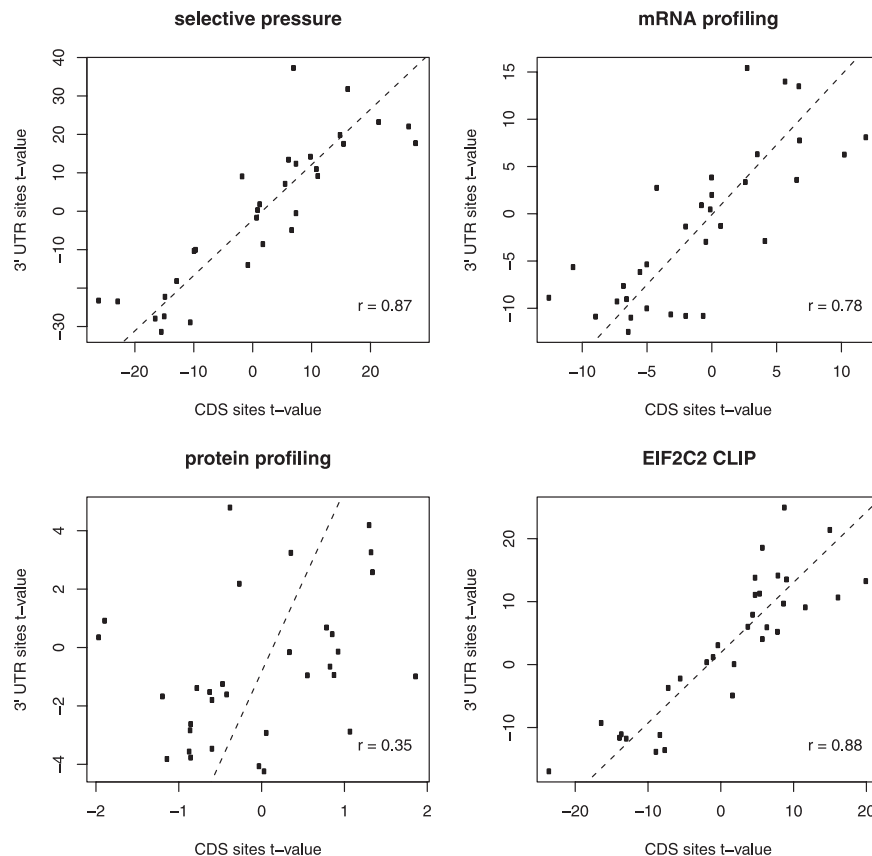 selective pressure
40
30
20
10
0
−10
−30
3' UTR sites t−value
r = 0.87
−20 −10 0 10 20
CDS sites t−value
mRNA profiling
15
10
5
0
−5
−10
3' UTR sites t−value
r = 0.78
−10 −5 0 5 10
CDS sites t−value
protein profiling
4
2
0
−2
−4
3' UTR sites t−value
r = 0.35
−2 −1 0 1 2
CDS sites t−value
EIF2C2 CLIP
20
10
0
−10
3' UTR sites t−value
r = 0.88
−20 −10 0 10 20
CDS sites t−value